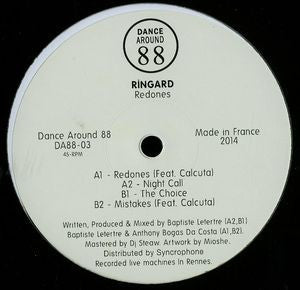 DANCE
AROUND
88
RINGARD
Redones
Dance Around 88
DA88-03
45-RPM
Made in France
2014
A1 - Redones (Feat. Calcuta)
A2 - Night Call
B1 - The Choice
B2 - Mistakes (Feat. Calcuta)
Written, Produced & Mixed by Baptiste Letertre (A2,B1)
Baptiste Letertre & Anthony Bogas Da Costa (A1,B2).
Mastered by Dj Steaw. Artwork by Mioshe.
Distributed by Syncrophone
Recorded live machines In Rennes.